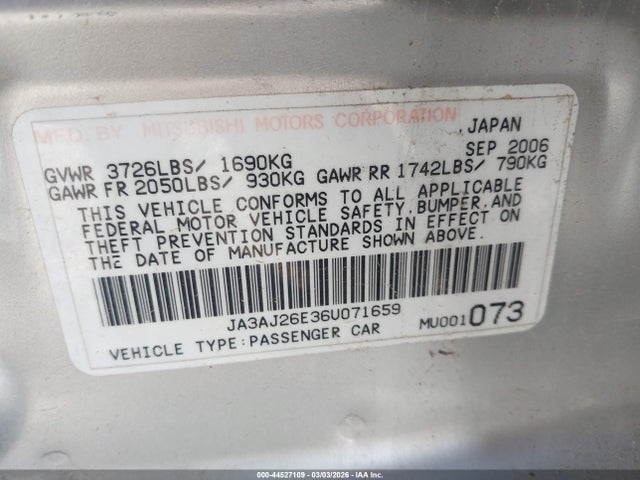 MFD. BY MITSUBISHI MOTORS CORPORATION
JAPAN
SEP 2006
GVWR 3726LBS/ 1690KG
GAWR FR 2050LBS/ 930KG GAWR RR 1742LBS/ 790KG
THIS VEHICLE CONFORMS TO ALL APPLICABLE
FEDERAL MOTOR VEHICLE SAFETY.BUMPER.AND
THEFT PREVENTION STANDARDS IN EFFECT ON
THE DATE OF MANUFACTURE SHOWN ABOVE.
JA3AJ26E36U071659
MU001 073
VEHICLE TYPE:PASSENGER CAR
000-44527109 - 03/03/2026 - IAA Inc.